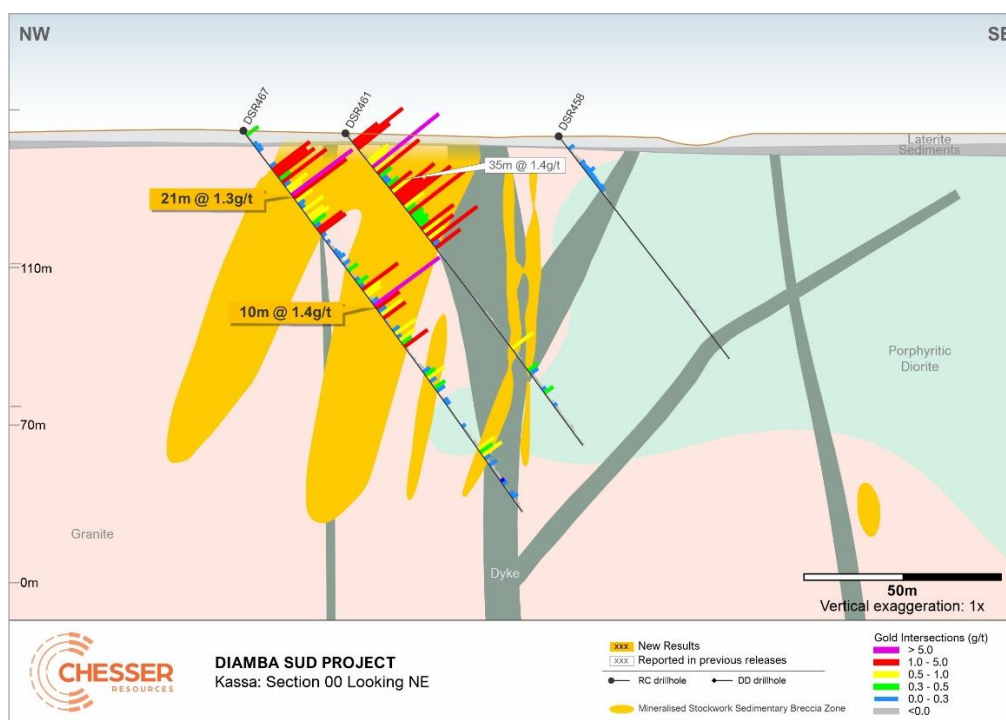 NW
SE
DSR467
DSR461
DSR458
Laterite
Sediments
35m @ 1.4g/t
21m @ 1.3g/t
110m
10m @ 1.4g/t
Porphyritic
Diorite
70m
Granite
Dyke
0m
50m
Vertical exaggeration: 1x
CHESSER
RESOURCES
DIAMBA SUD PROJECT
Kassa: Section 00 Looking NE
xxx New Results
xxx Reported in previous releases
RC drillhole
DD drillhole
Mineralised Stockwork Sedimentary Breccia Zone
Gold Intersections (g/t)
> 5.0
1.0 - 5.0
0.5 - 1.0
0.3 - 0.5
0.0 - 0.3
<0.0